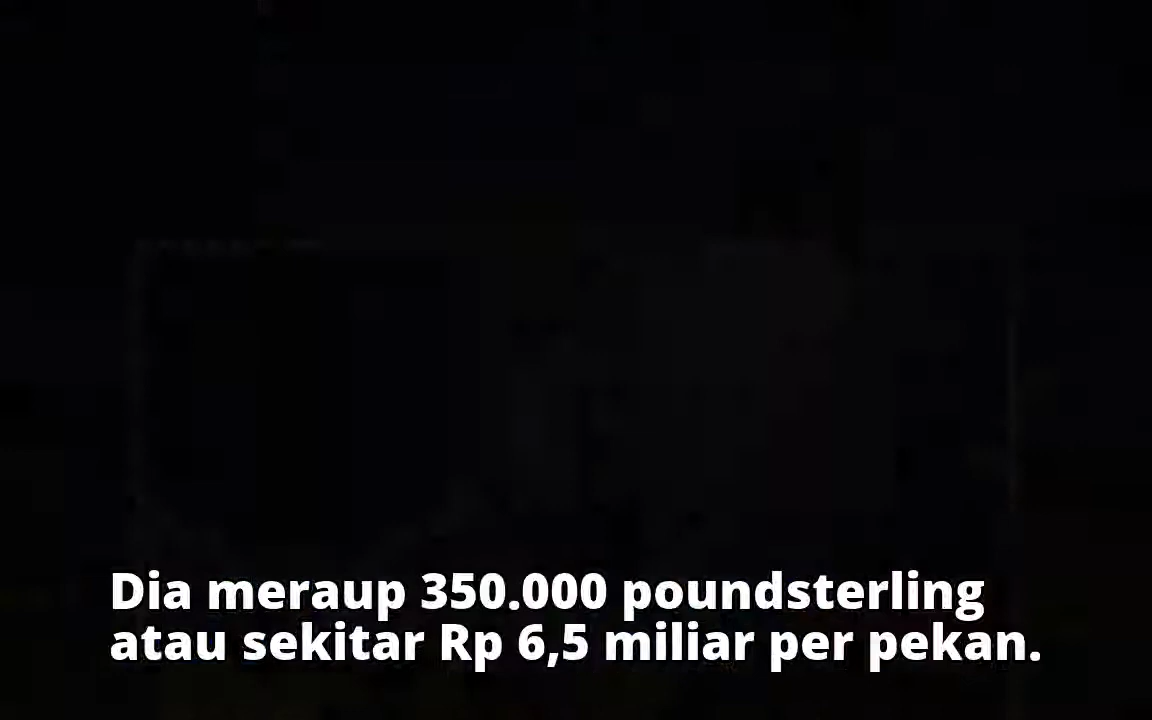 Dia meraup 350.000 poundsterling
atau sekitar Rp 6,5 miliar per pekan.